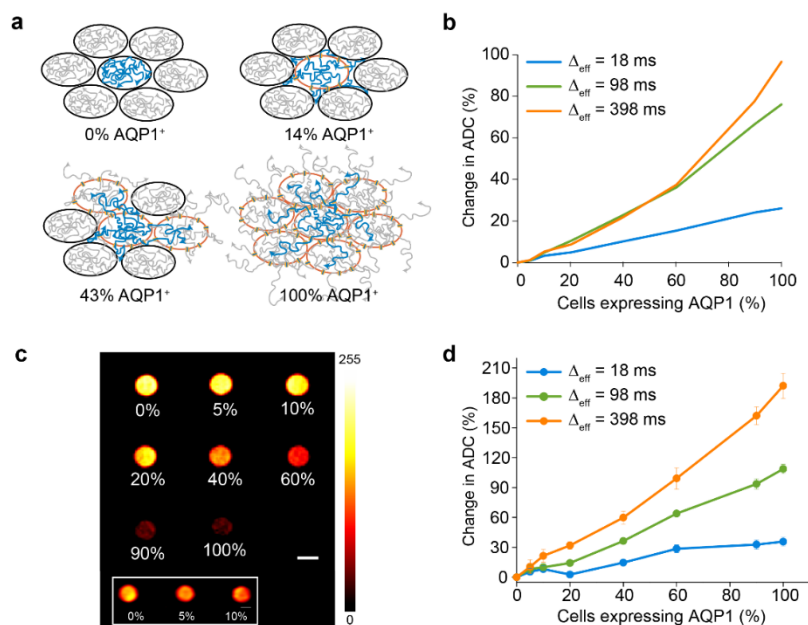 a
0% AQP1⁺
14% AQP1⁺
43% AQP1⁺
100% AQP1⁺
b
Change in ADC (%)
100
80
60
40
20
0
Δeff = 18 ms
Δeff = 98 ms
Δeff = 398 ms
0 20 40 60 80 100
Cells expressing AQP1 (%)
c
255
0% 5% 10%
20% 40% 60%
90% 100%
0% 5% 10%
0
d
Change in ADC (%)
210
180
150
120
90
60
30
0
Δeff = 18 ms
Δeff = 98 ms
Δeff = 398 ms
0 20 40 60 80 100
Cells expressing AQP1 (%)